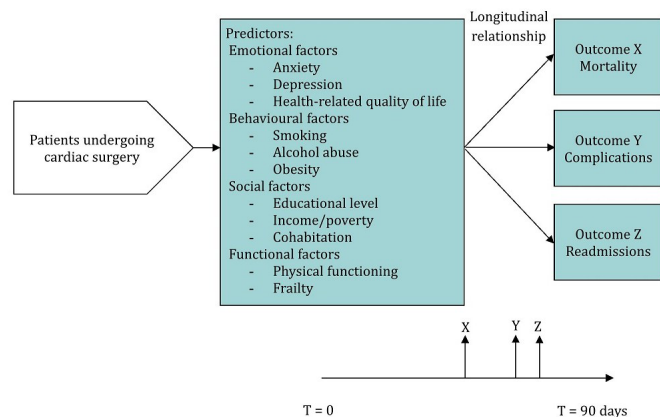 Patients undergoing
cardiac surgery
Predictors:
Emotional factors
- Anxiety
- Depression
- Health-related quality of life
Behavioural factors
- Smoking
- Alcohol abuse
- Obesity
Social factors
- Educational level
- Income/poverty
- Cohabitation
Functional factors
- Physical functioning
- Frailty
Longitudinal
relationship
Outcome X
Mortality
Outcome Y
Complications
Outcome Z
Readmissions
X Y Z
T = 0 T = 90 days